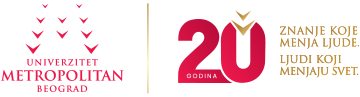 UNIVERZITET
METROPOLITAN
BEOGRAD
20
GODINA
ZNANJE KOJE
MENJA LJUDE.
LJUDI KOJI
MENJAJU SVET.